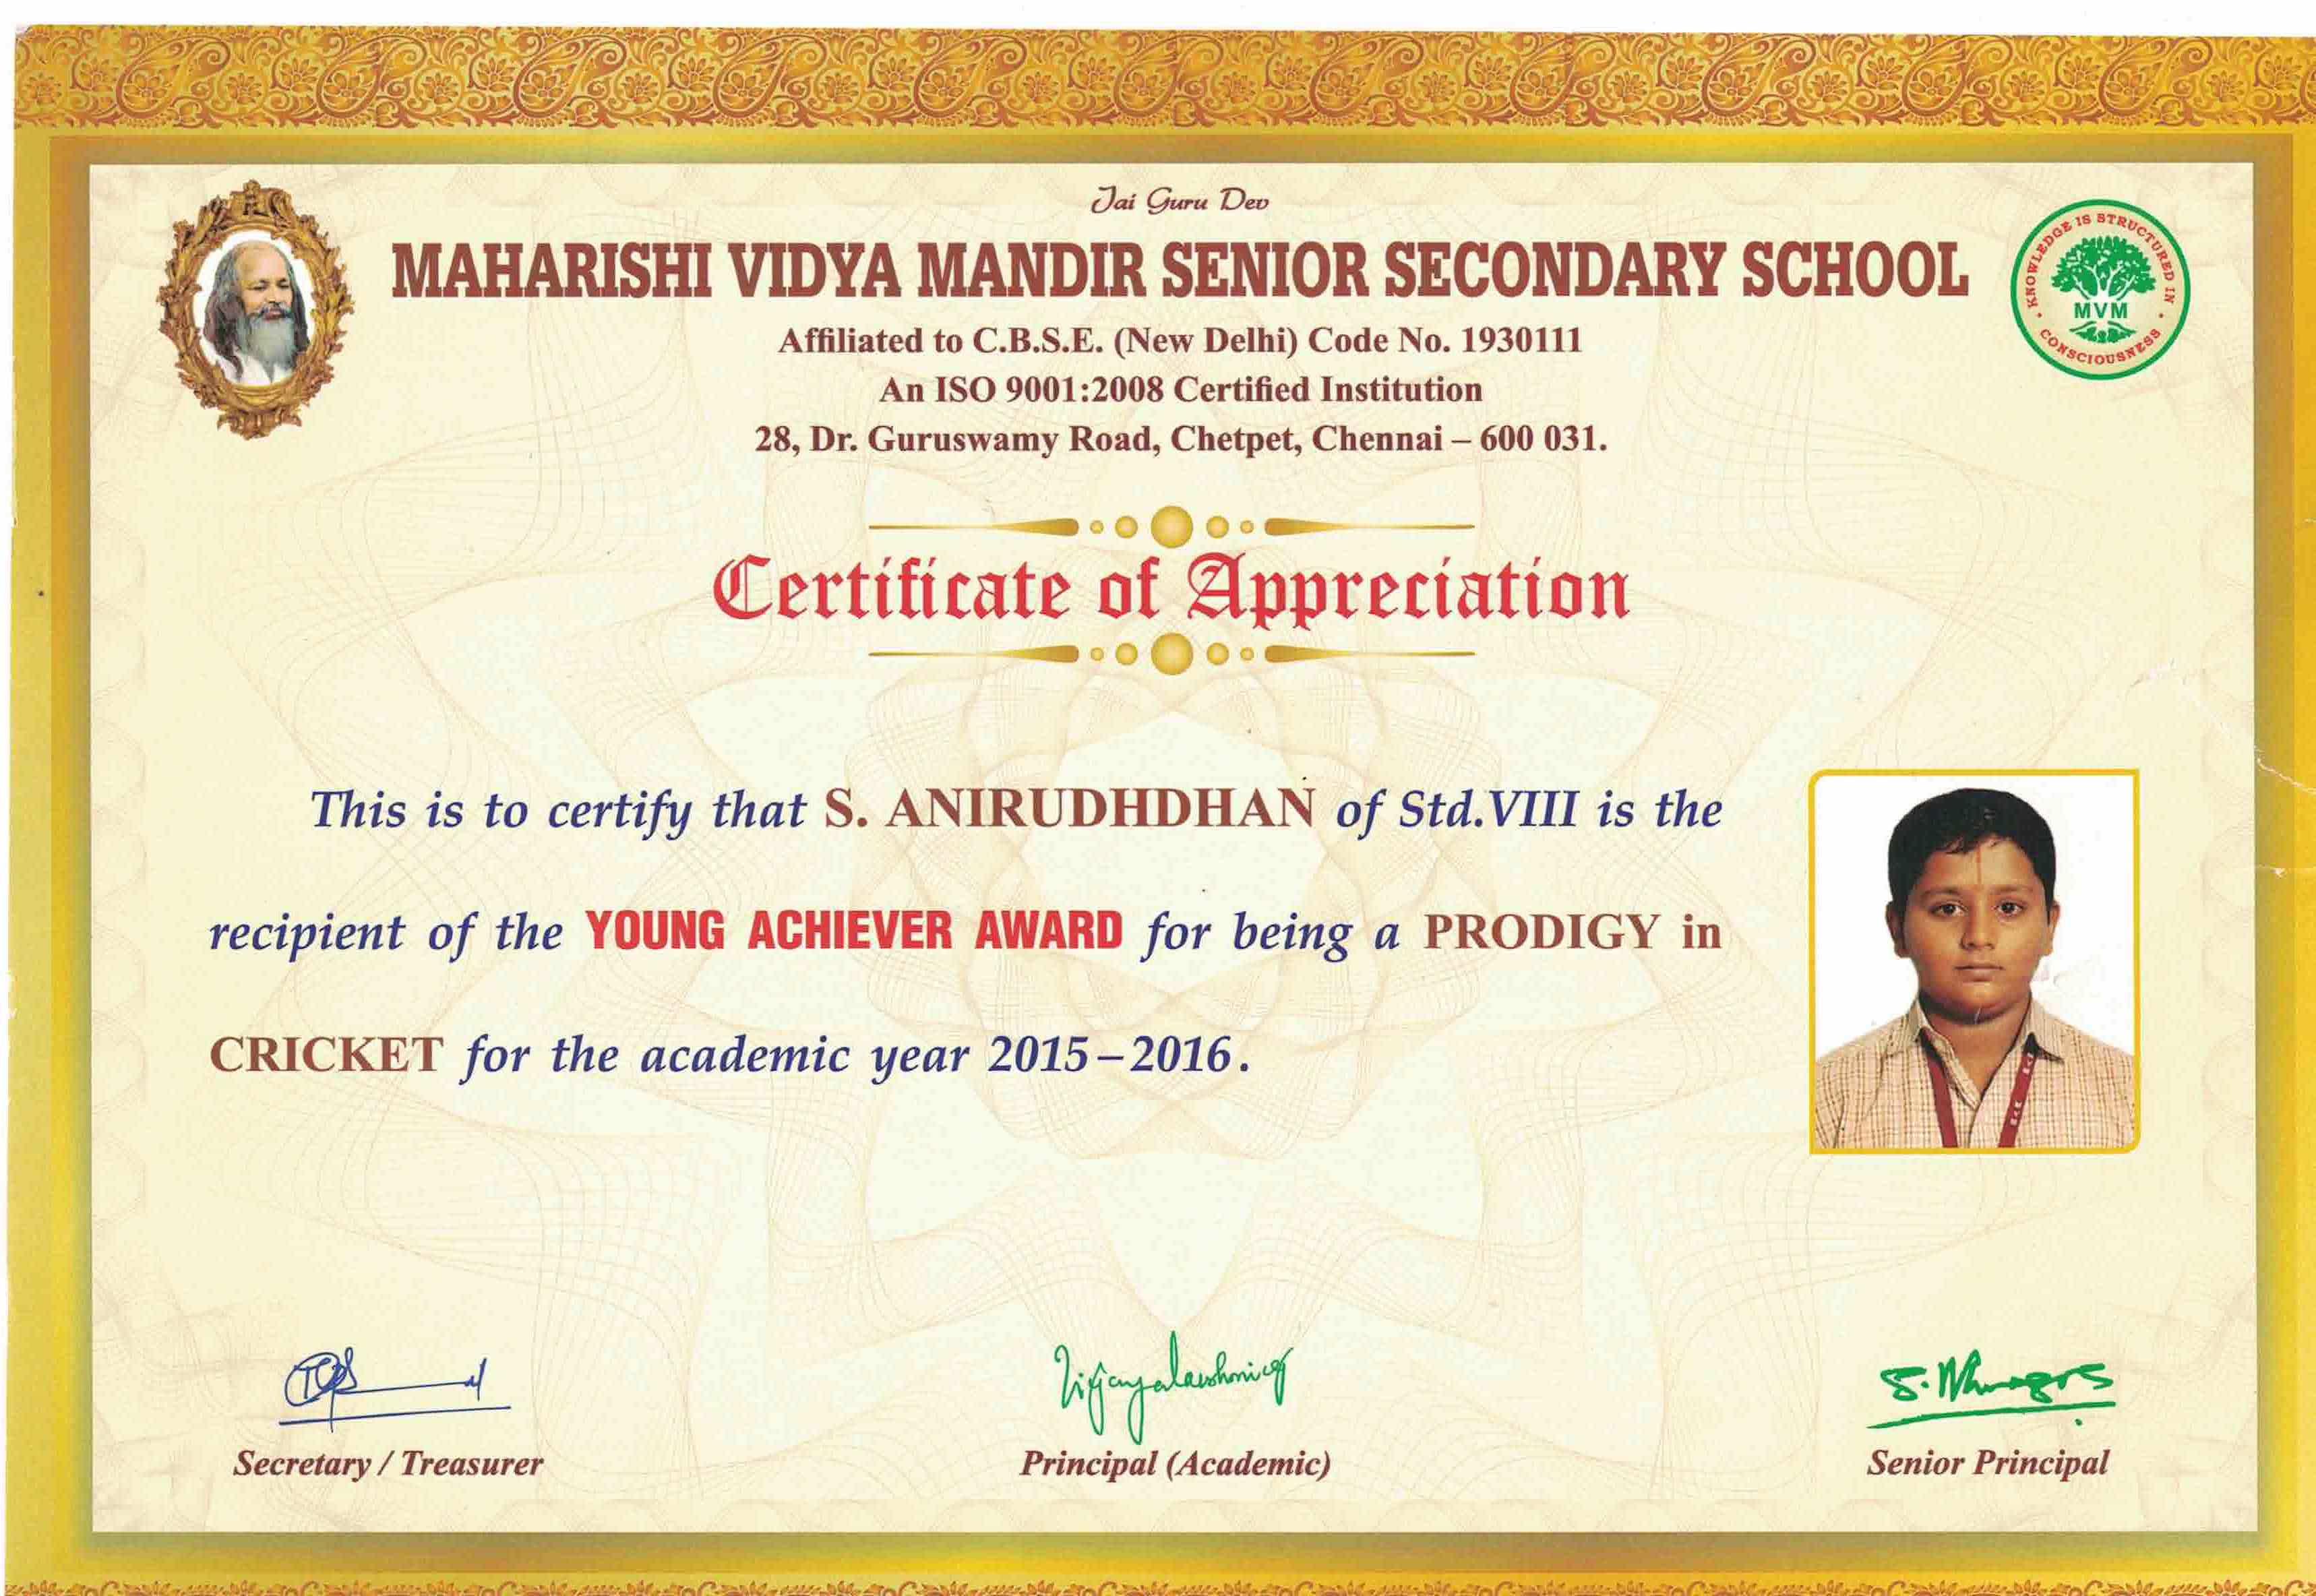 Jai Guru Dev
MAHARISHI VIDYA MANDIR SENIOR SECONDARY SCHOOL
KNOWLEDGE IS STRUCTURED IN
CONSCIOUSNESS
MVM
Affiliated to C.B.S.E. (New Delhi) Code No. 1930111
An ISO 9001:2008 Certified Institution
28, Dr. Guruswamy Road, Chetpet, Chennai – 600 031.
Certificate of Appreciation
This is to certify that S. ANIRUDHDHAN of Std.VIII is the
recipient of the YOUNG ACHIEVER AWARD for being a PRODIGY in
CRICKET for the academic year 2015–2016.
Secretary / Treasurer
Principal (Academic)
Senior Principal